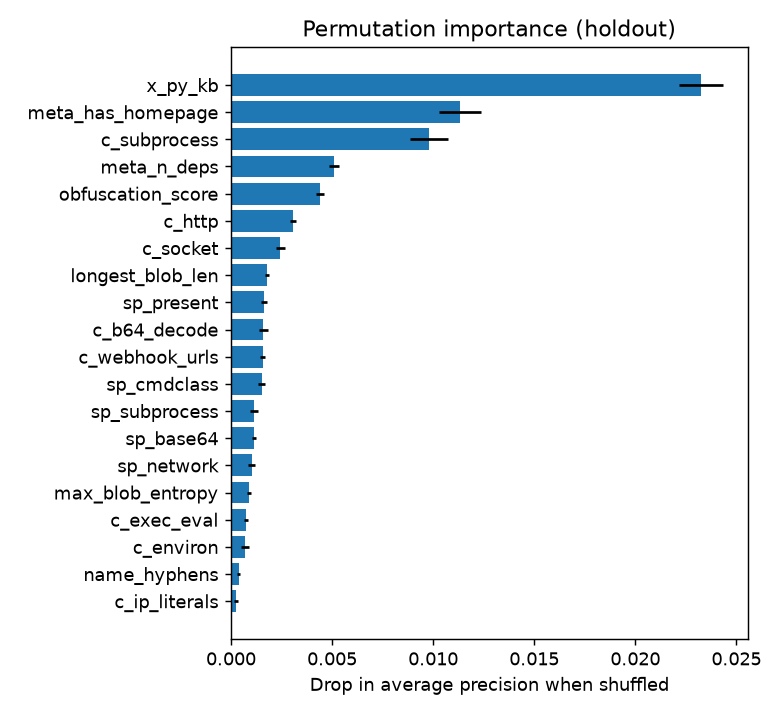 Permutation importance (holdout)
x_py_kb
meta_has_homepage
c_subprocess
meta_n_deps
obfuscation_score
c_http
c_socket
longest_blob_len
sp_present
c_b64_decode
c_webhook_urls
sp_cmdclass
sp_subprocess
sp_base64
sp_network
max_blob_entropy
c_exec_eval
c_environ
name_hyphens
c_ip_literals
0.000 0.005 0.010 0.015 0.020 0.025
Drop in average precision when shuffled